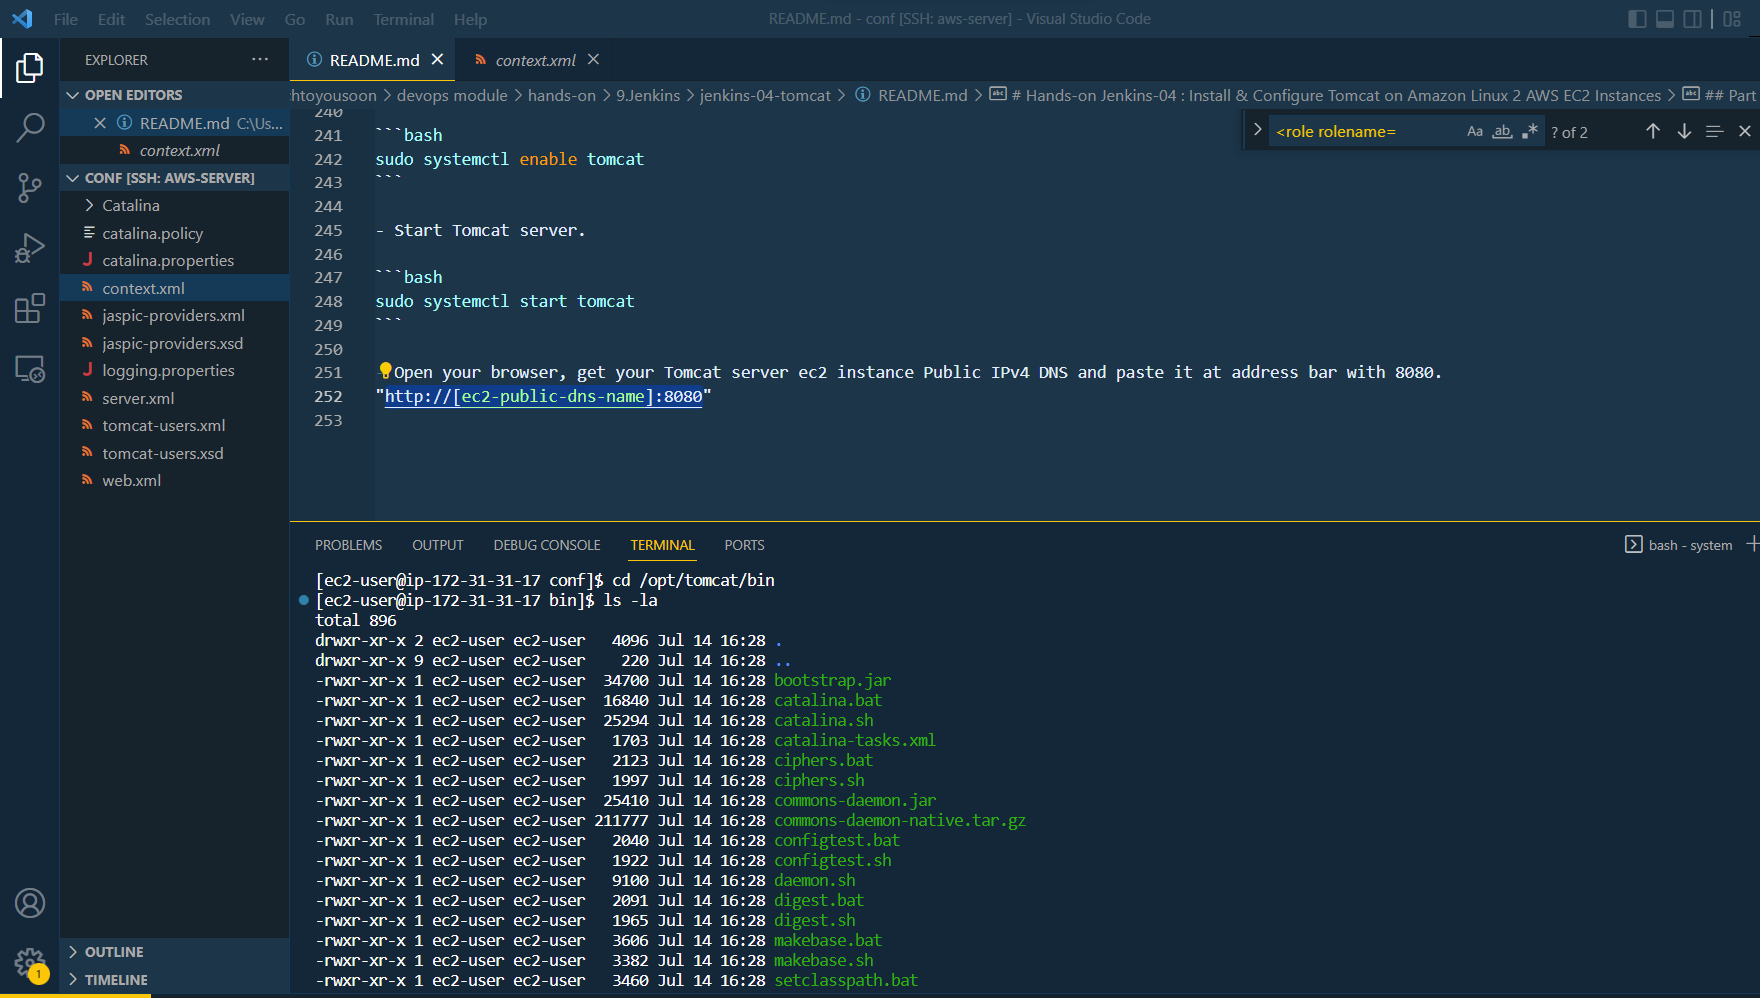 File Edit Selection View Go Run Terminal Help
README.md - conf [SSH: aws-server] - Visual Studio Code
EXPLORER
OPEN EDITORS
README.md C:\Us...
context.xml
CONF [SSH: AWS-SERVER]
Catalina
catalina.policy
catalina.properties
context.xml
jaspic-providers.xml
jaspic-providers.xsd
logging.properties
server.xml
tomcat-users.xml
tomcat-users.xsd
web.xml
OUTLINE
TIMELINE
1
README.md context.xml
htoyousoon > devops module > hands-on > 9.Jenkins > jenkins-04-tomcat > README.md > # Hands-on Jenkins-04 : Install & Configure Tomcat on Amazon Linux 2 AWS EC2 Instances > ## Part
<role rolename= Aa ab .* ? of 2
240
241 ```bash
242 sudo systemctl enable tomcat
243 ```
244
245 - Start Tomcat server.
246
247 ```bash
248 sudo systemctl start tomcat
249 ```
250
251 Open your browser, get your Tomcat server ec2 instance Public IPv4 DNS and paste it at address bar with 8080.
252 "http://[ec2-public-dns-name]:8080"
253
PROBLEMS OUTPUT DEBUG CONSOLE TERMINAL PORTS
bash - system
[ec2-user@ip-172-31-31-17 conf]$ cd /opt/tomcat/bin
[ec2-user@ip-172-31-31-17 bin]$ ls -la
total 896
drwxr-xr-x 2 ec2-user ec2-user 4096 Jul 14 16:28 .
drwxr-xr-x 9 ec2-user ec2-user 220 Jul 14 16:28 ..
-rwxr-xr-x 1 ec2-user ec2-user 34700 Jul 14 16:28 bootstrap.jar
-rwxr-xr-x 1 ec2-user ec2-user 16840 Jul 14 16:28 catalina.bat
-rwxr-xr-x 1 ec2-user ec2-user 25294 Jul 14 16:28 catalina.sh
-rwxr-xr-x 1 ec2-user ec2-user 1703 Jul 14 16:28 catalina-tasks.xml
-rwxr-xr-x 1 ec2-user ec2-user 2123 Jul 14 16:28 ciphers.bat
-rwxr-xr-x 1 ec2-user ec2-user 1997 Jul 14 16:28 ciphers.sh
-rwxr-xr-x 1 ec2-user ec2-user 25410 Jul 14 16:28 commons-daemon.jar
-rwxr-xr-x 1 ec2-user ec2-user 211777 Jul 14 16:28 commons-daemon-native.tar.gz
-rwxr-xr-x 1 ec2-user ec2-user 2040 Jul 14 16:28 configtest.bat
-rwxr-xr-x 1 ec2-user ec2-user 1922 Jul 14 16:28 configtest.sh
-rwxr-xr-x 1 ec2-user ec2-user 9100 Jul 14 16:28 daemon.sh
-rwxr-xr-x 1 ec2-user ec2-user 2091 Jul 14 16:28 digest.bat
-rwxr-xr-x 1 ec2-user ec2-user 1965 Jul 14 16:28 digest.sh
-rwxr-xr-x 1 ec2-user ec2-user 3606 Jul 14 16:28 makebase.bat
-rwxr-xr-x 1 ec2-user ec2-user 3382 Jul 14 16:28 makebase.sh
-rwxr-xr-x 1 ec2-user ec2-user 3460 Jul 14 16:28 setclasspath.bat